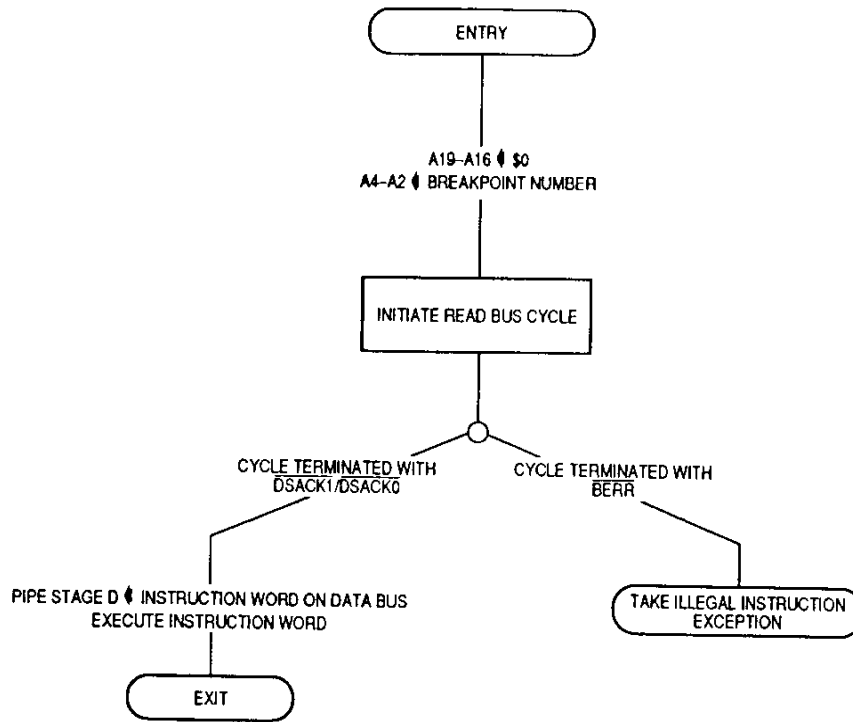 ENTRY
A19–A16 ⬅ $0
A4–A2 ⬅ BREAKPOINT NUMBER
INITIATE READ BUS CYCLE
CYCLE TERMINATED WITH
DSACK1/DSACK0
CYCLE TERMINATED WITH
BERR
PIPE STAGE D ⬅ INSTRUCTION WORD ON DATA BUS
EXECUTE INSTRUCTION WORD
TAKE ILLEGAL INSTRUCTION
EXCEPTION
EXIT